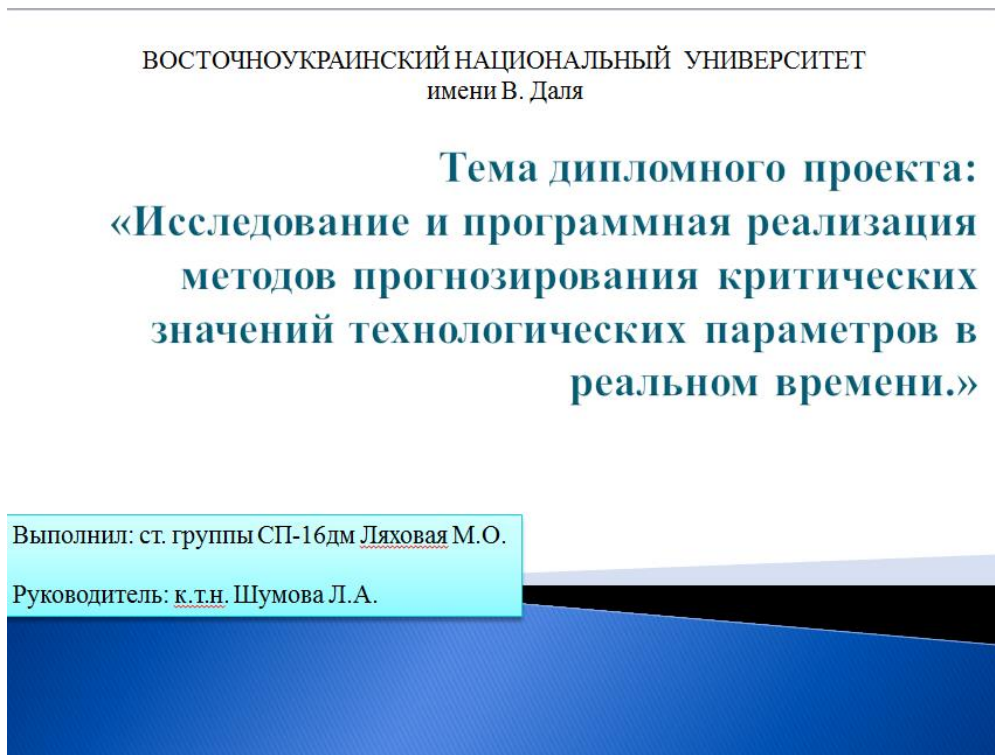 ВОСТОЧНОУКРАИНСКИЙ НАЦИОНАЛЬНЫЙ УНИВЕРСИТЕТ
имени В. Даля
Тема дипломного проекта:
«Исследование и программная реализация
методов прогнозирования критических
значений технологических параметров в
реальном времени.»
Выполнил: ст. группы СП-16дм Ляховая М.О.
Руководитель: к.т.н. Шумова Л.А.